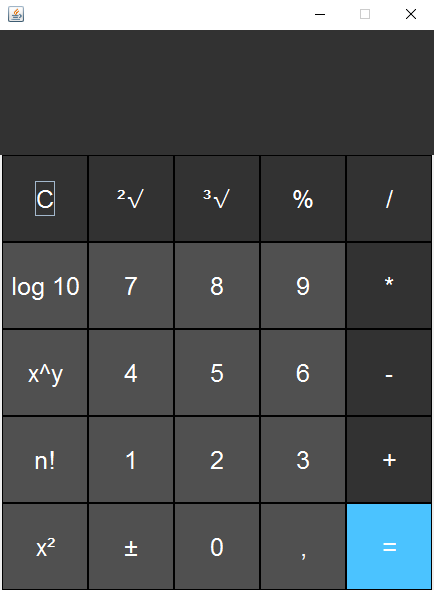 C ²√ ³√ % /
log 10 7 8 9 *
x^y 4 5 6 -
n! 1 2 3 +
x² ± 0 , =